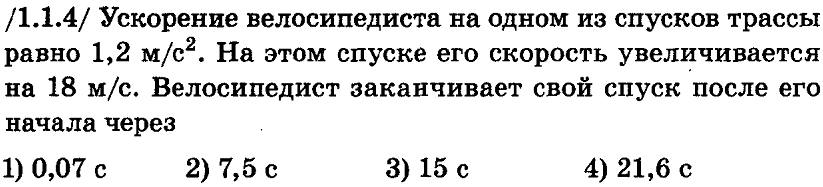 /1.1.4/ Ускорение велосипедиста на одном из спусков трассы
равно 1,2 м/с². На этом спуске его скорость увеличивается
на 18 м/с. Велосипедист заканчивает свой спуск после его
начала через
1) 0,07 с 2) 7,5 с 3) 15 с 4) 21,6 с